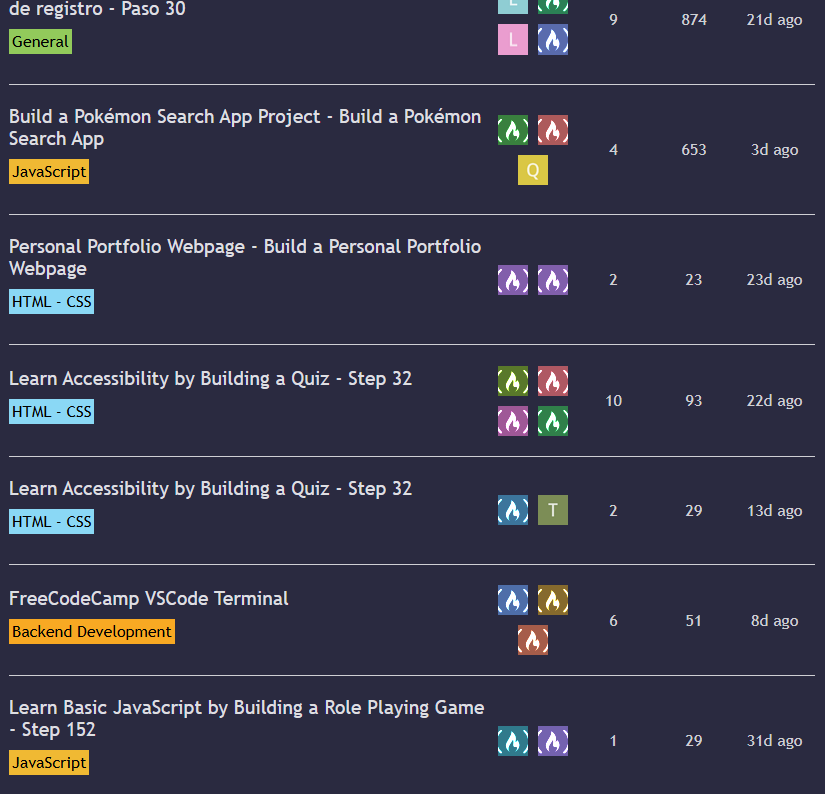 de registro - Paso 30
General
L
9
874
21d ago
Build a Pokémon Search App Project - Build a Pokémon
Search App
JavaScript
Q
4
653
3d ago
Personal Portfolio Webpage - Build a Personal Portfolio
Webpage
HTML - CSS
2
23
23d ago
Learn Accessibility by Building a Quiz - Step 32
HTML - CSS
10
93
22d ago
Learn Accessibility by Building a Quiz - Step 32
HTML - CSS
T
2
29
13d ago
FreeCodeCamp VSCode Terminal
Backend Development
6
51
8d ago
Learn Basic JavaScript by Building a Role Playing Game
- Step 152
JavaScript
1
29
31d ago